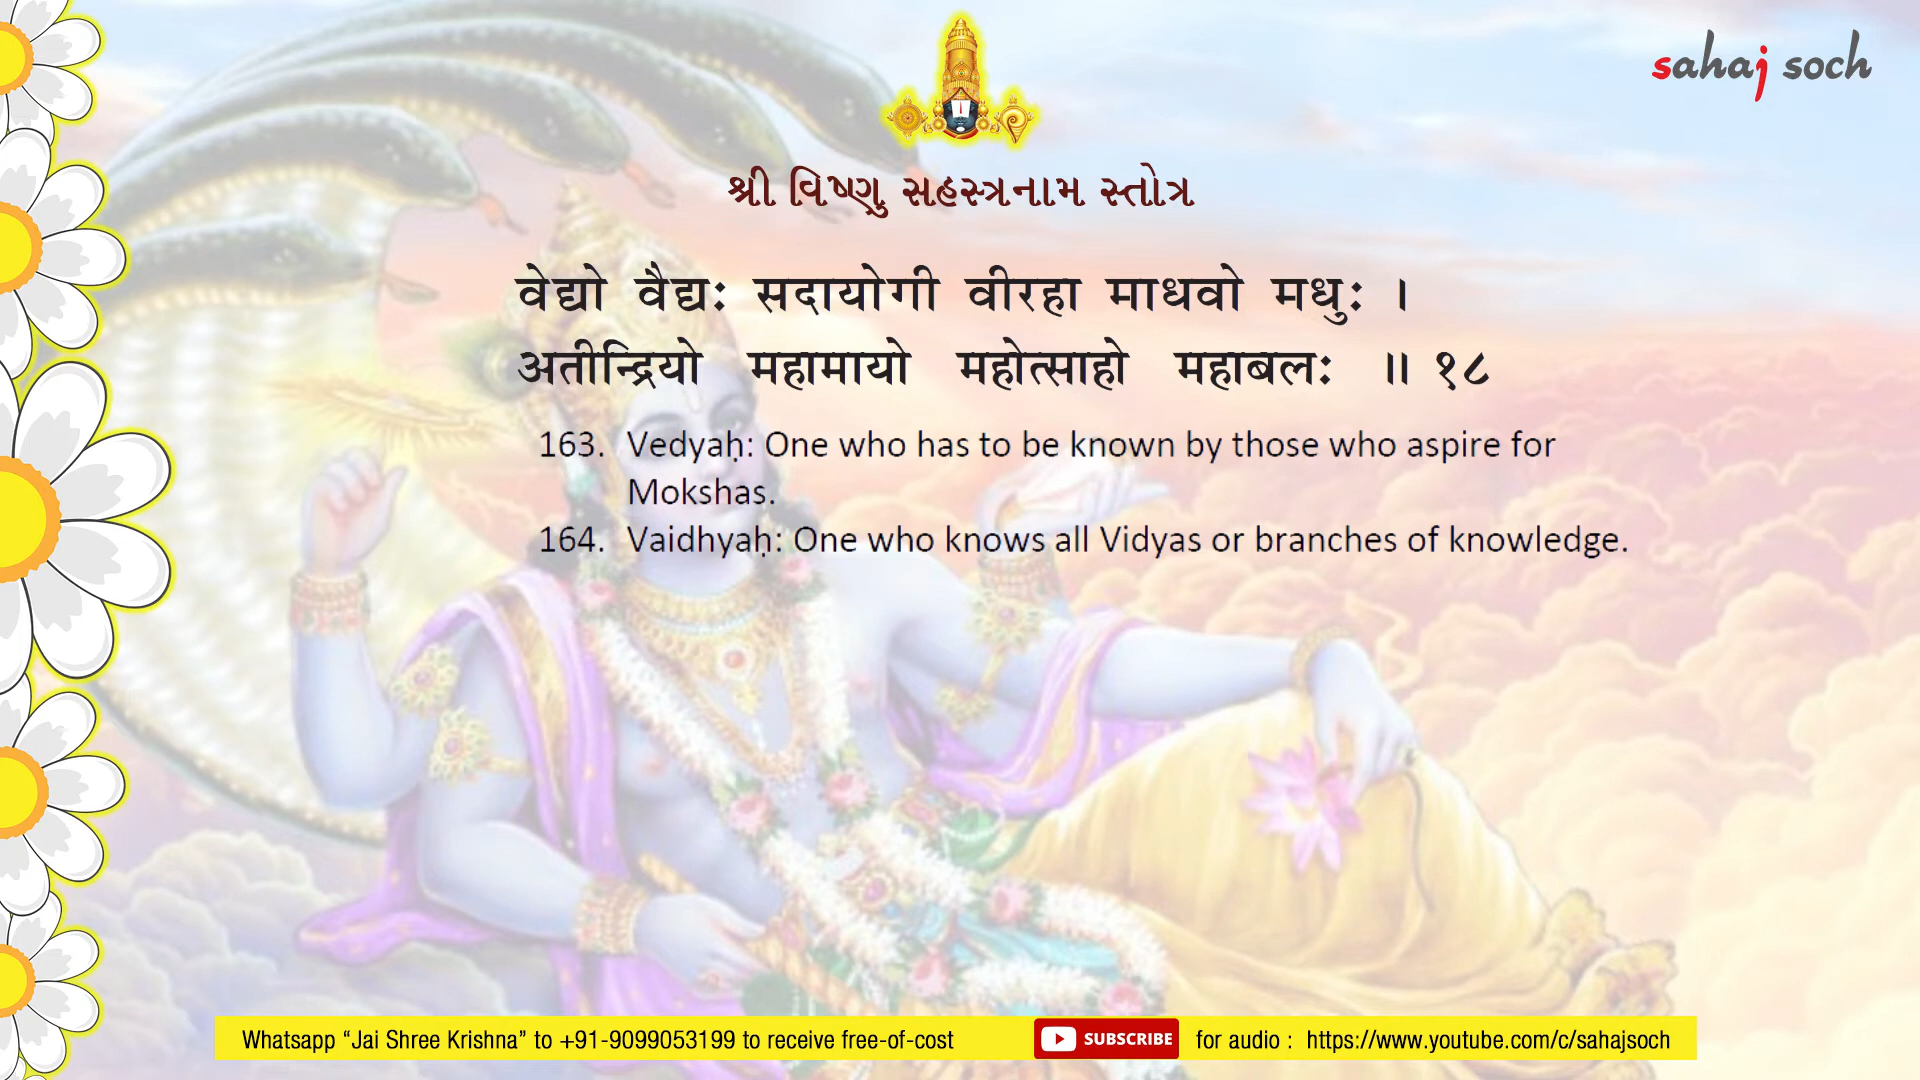 sahaj soch
શ્રી વિષ્ણુ સહસ્ત્રનામ સ્તોત્ર
वेद्यो वैद्यः सदायोगी वीरहा माधवो मधुः ।
अतीन्द्रियो महामायो महोत्साहो महाबलः ॥ १८
163. Vedyaḥ: One who has to be known by those who aspire for
Mokshas.
164. Vaidhyaḥ: One who knows all Vidyas or branches of knowledge.
Whatsapp “Jai Shree Krishna” to +91-9099053199 to receive free-of-cost SUBSCRIBE for audio : https://www.youtube.com/c/sahajsoch